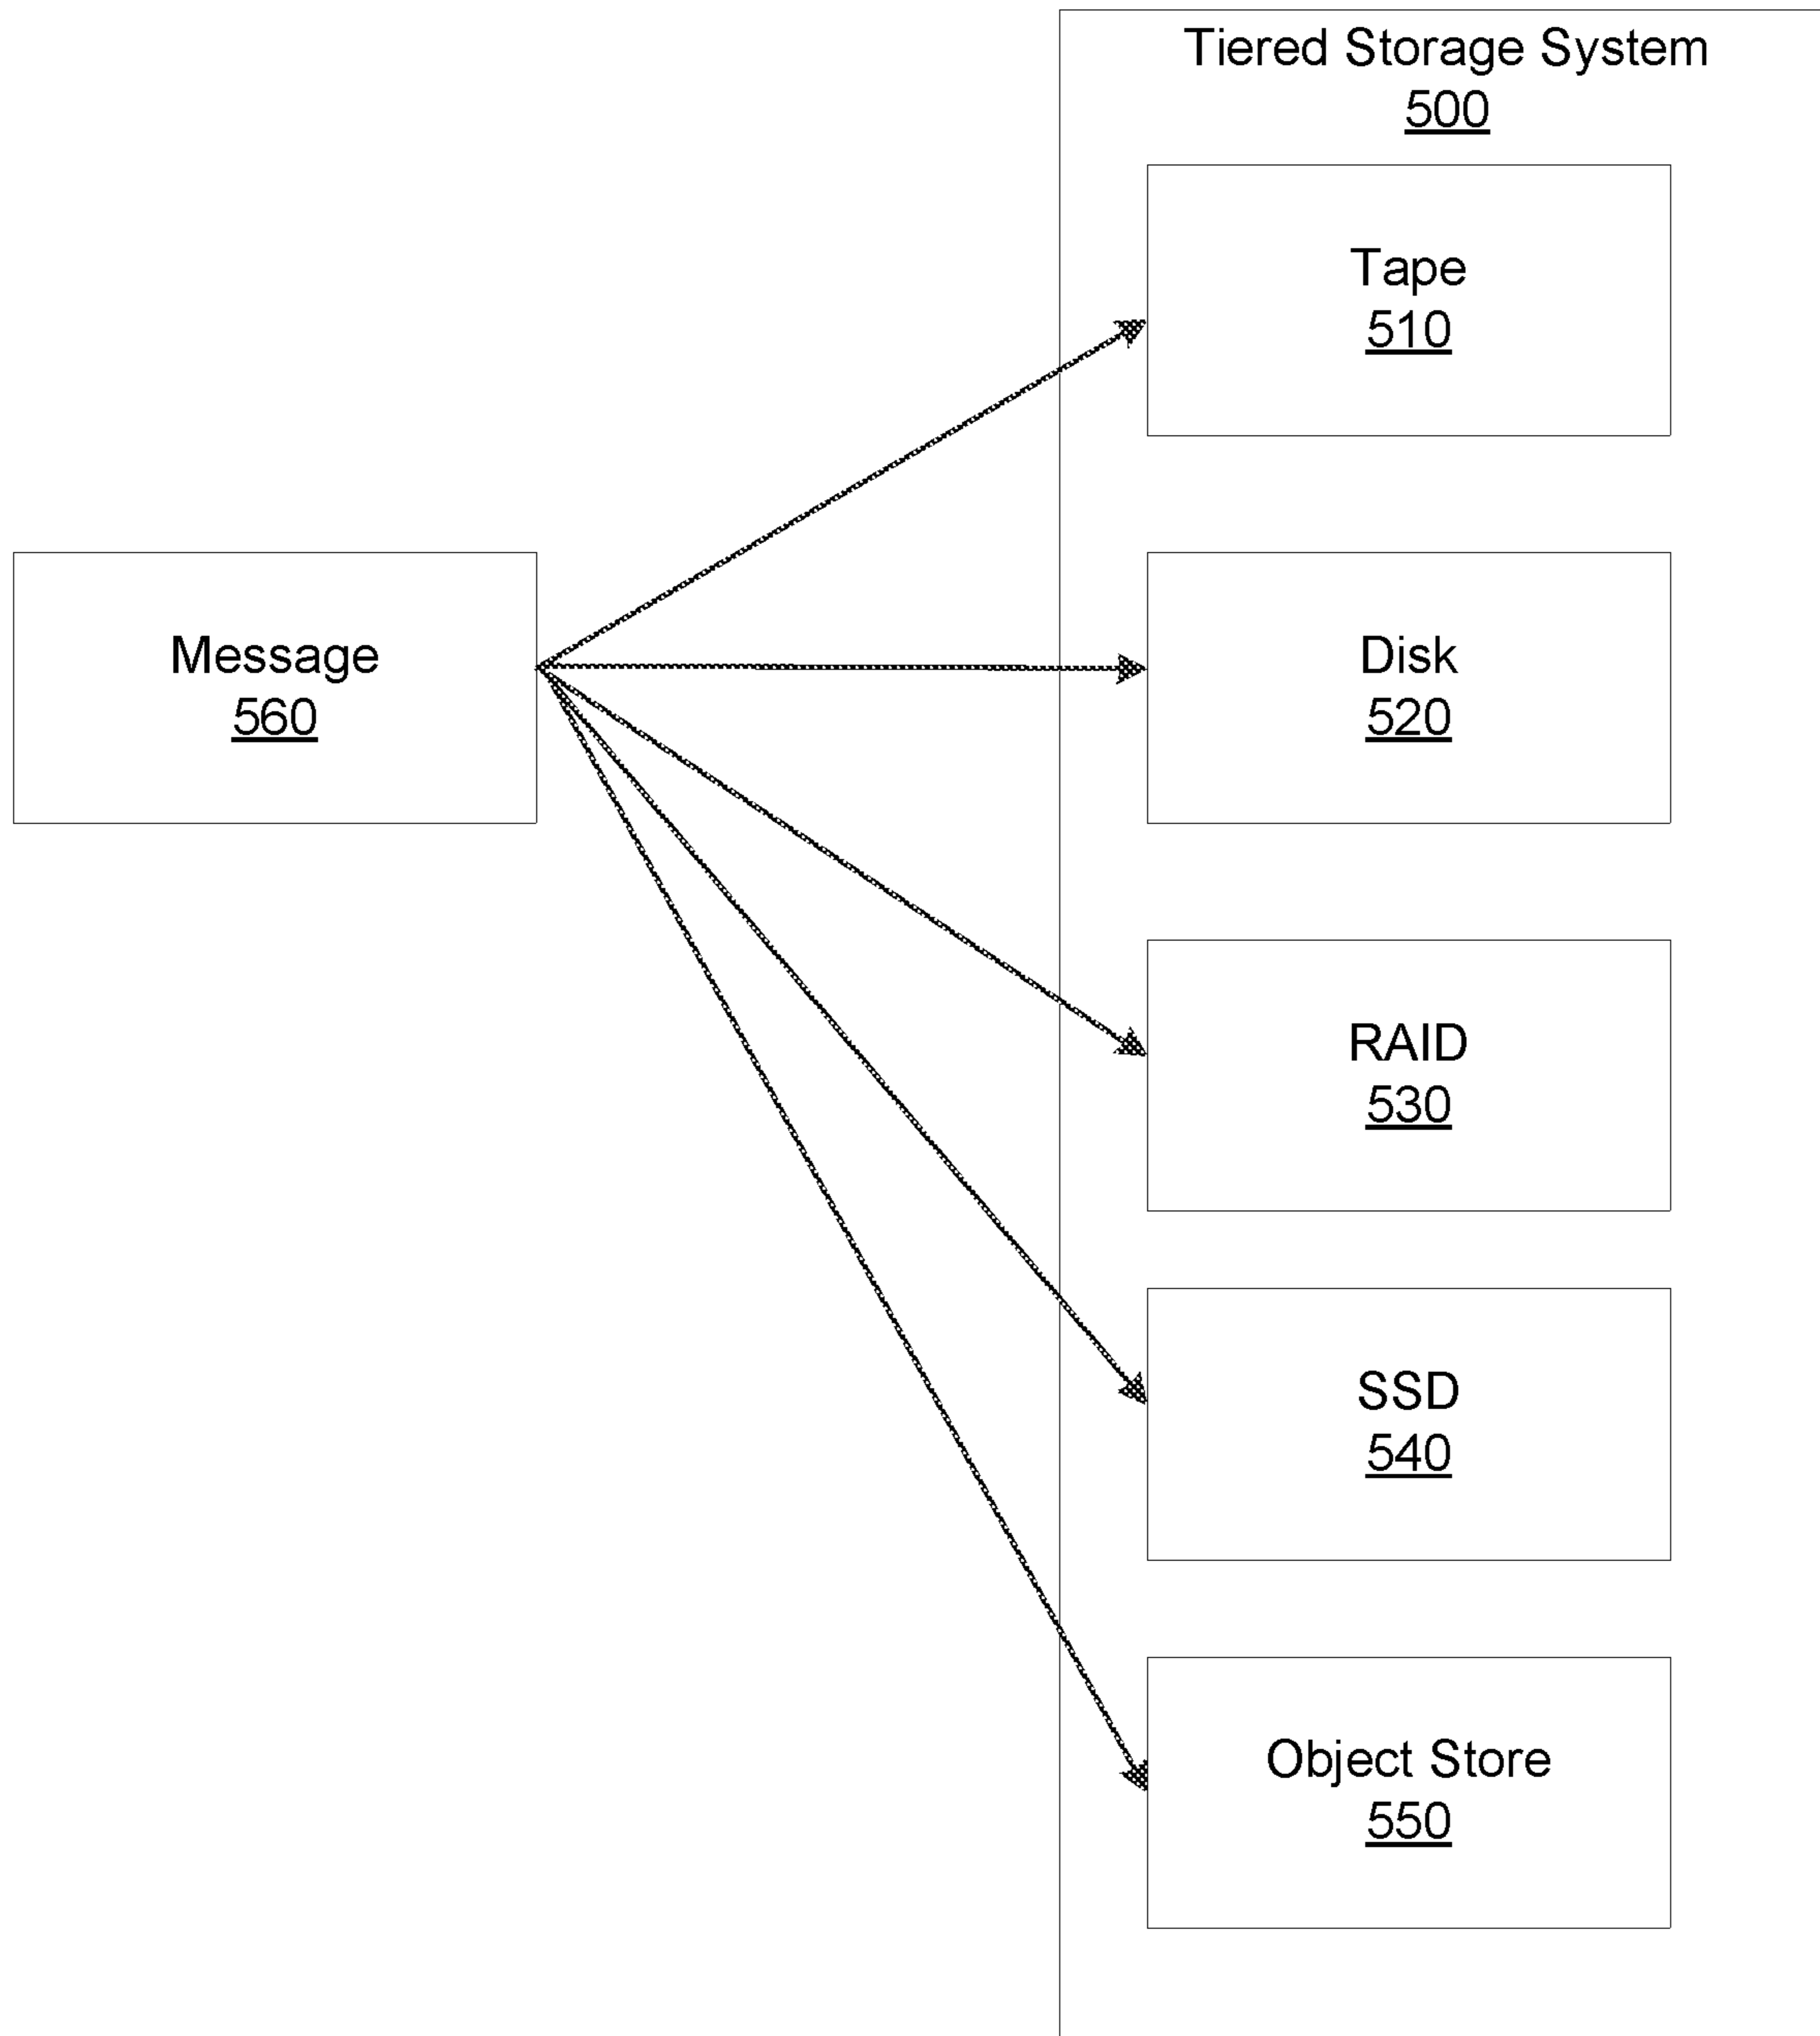 Tiered Storage System
500
Tape
510
Message
560
Disk
520
RAID
530
SSD
540
Object Store
550